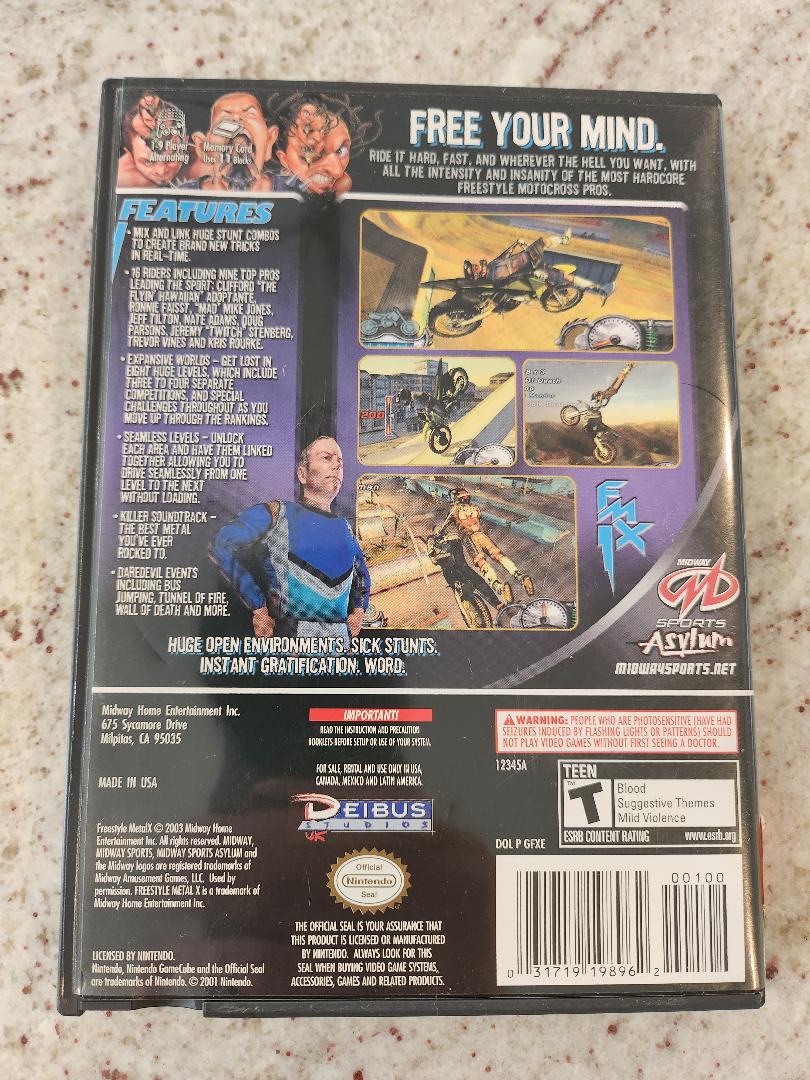 1-9 Player
Alternating
Memory Card
Uses 11 Blocks
FREE YOUR MIND.
RIDE IT HARD, FAST, AND WHEREVER THE HELL YOU WANT, WITH
ALL THE INTENSITY AND INSANITY OF THE MOST HARDCORE
FREESTYLE MOTOCROSS PROS.
FEATURES
• MIX AND LINK HUGE STUNT COMBOS
TO CREATE BRAND NEW TRICKS
IN REAL-TIME.
• 16 RIDERS INCLUDING NINE TOP PROS
LEADING THE SPORT: CLIFFORD "THE
FLYIN' HAWAIIAN" ADOPTANTE,
RONNIE FAISST, "MAD" MIKE JONES,
JEFF TILTON, NATE ADAMS, DOUG
PARSONS, JEREMY "TWITCH" STENBERG,
TREVOR VINES AND KRIS ROURKE.
• EXPANSIVE WORLDS – GET LOST IN
EIGHT HUGE LEVELS, WHICH INCLUDE
THREE TO FOUR SEPARATE
COMPETITIONS, AND SPECIAL
CHALLENGES THROUGHOUT AS YOU
MOVE UP THROUGH THE RANKINGS.
• SEAMLESS LEVELS – UNLOCK
EACH AREA AND HAVE THEM LINKED
TOGETHER ALLOWING YOU TO
DRIVE SEAMLESSLY FROM ONE
LEVEL TO THE NEXT
WITHOUT LOADING.
• KILLER SOUNDTRACK –
THE BEST METAL
YOU'VE EVER
ROCKED TO.
• DAREDEVIL EVENTS
INCLUDING BUS
JUMPING, TUNNEL OF FIRE,
WALL OF DEATH AND MORE.
200
Of Death
FMX
HUGE OPEN ENVIRONMENTS. SICK STUNTS.
INSTANT GRATIFICATION. WORD.
MIDWAY
SPORTS
Asylum
MIDWAYSPORTS.NET
Midway Home Entertainment Inc.
675 Sycamore Drive
Milpitas, CA 95035
MADE IN USA
Freestyle MetalX © 2003 Midway Home
Entertainment Inc. All rights reserved. MIDWAY,
MIDWAY SPORTS, MIDWAY SPORTS ASYLUM and
the Midway logos are registered trademarks of
Midway Amusement Games, LLC. Used by
permission. FREESTYLE METAL X is a trademark of
Midway Home Entertainment Inc.
LICENSED BY NINTENDO.
Nintendo, Nintendo GameCube and the Official Seal
are trademarks of Nintendo. © 2001 Nintendo.
IMPORTANT!
READ THE INSTRUCTION AND PRECAUTION
BOOKLETS BEFORE SETUP OR USE OF YOUR SYSTEM.
FOR SALE, RENTAL AND USE ONLY IN USA,
CANADA, MEXICO AND LATIN AMERICA.
DEIBUS
STUDIOS
UK
Official
Nintendo
Seal
THE OFFICIAL SEAL IS YOUR ASSURANCE THAT
THIS PRODUCT IS LICENSED OR MANUFACTURED
BY NINTENDO. ALWAYS LOOK FOR THIS
SEAL WHEN BUYING VIDEO GAME SYSTEMS,
ACCESSORIES, GAMES AND RELATED PRODUCTS.
WARNING: PEOPLE WHO ARE PHOTOSENSITIVE (HAVE HAD
SEIZURES INDUCED BY FLASHING LIGHTS OR PATTERNS) SHOULD
NOT PLAY VIDEO GAMES WITHOUT FIRST SEEING A DOCTOR.
12345A
TEEN
T
TM
Blood
Suggestive Themes
Mild Violence
ESRB CONTENT RATING www.esrb.org
DOL P GFXE
00100
0 31719 19896 2